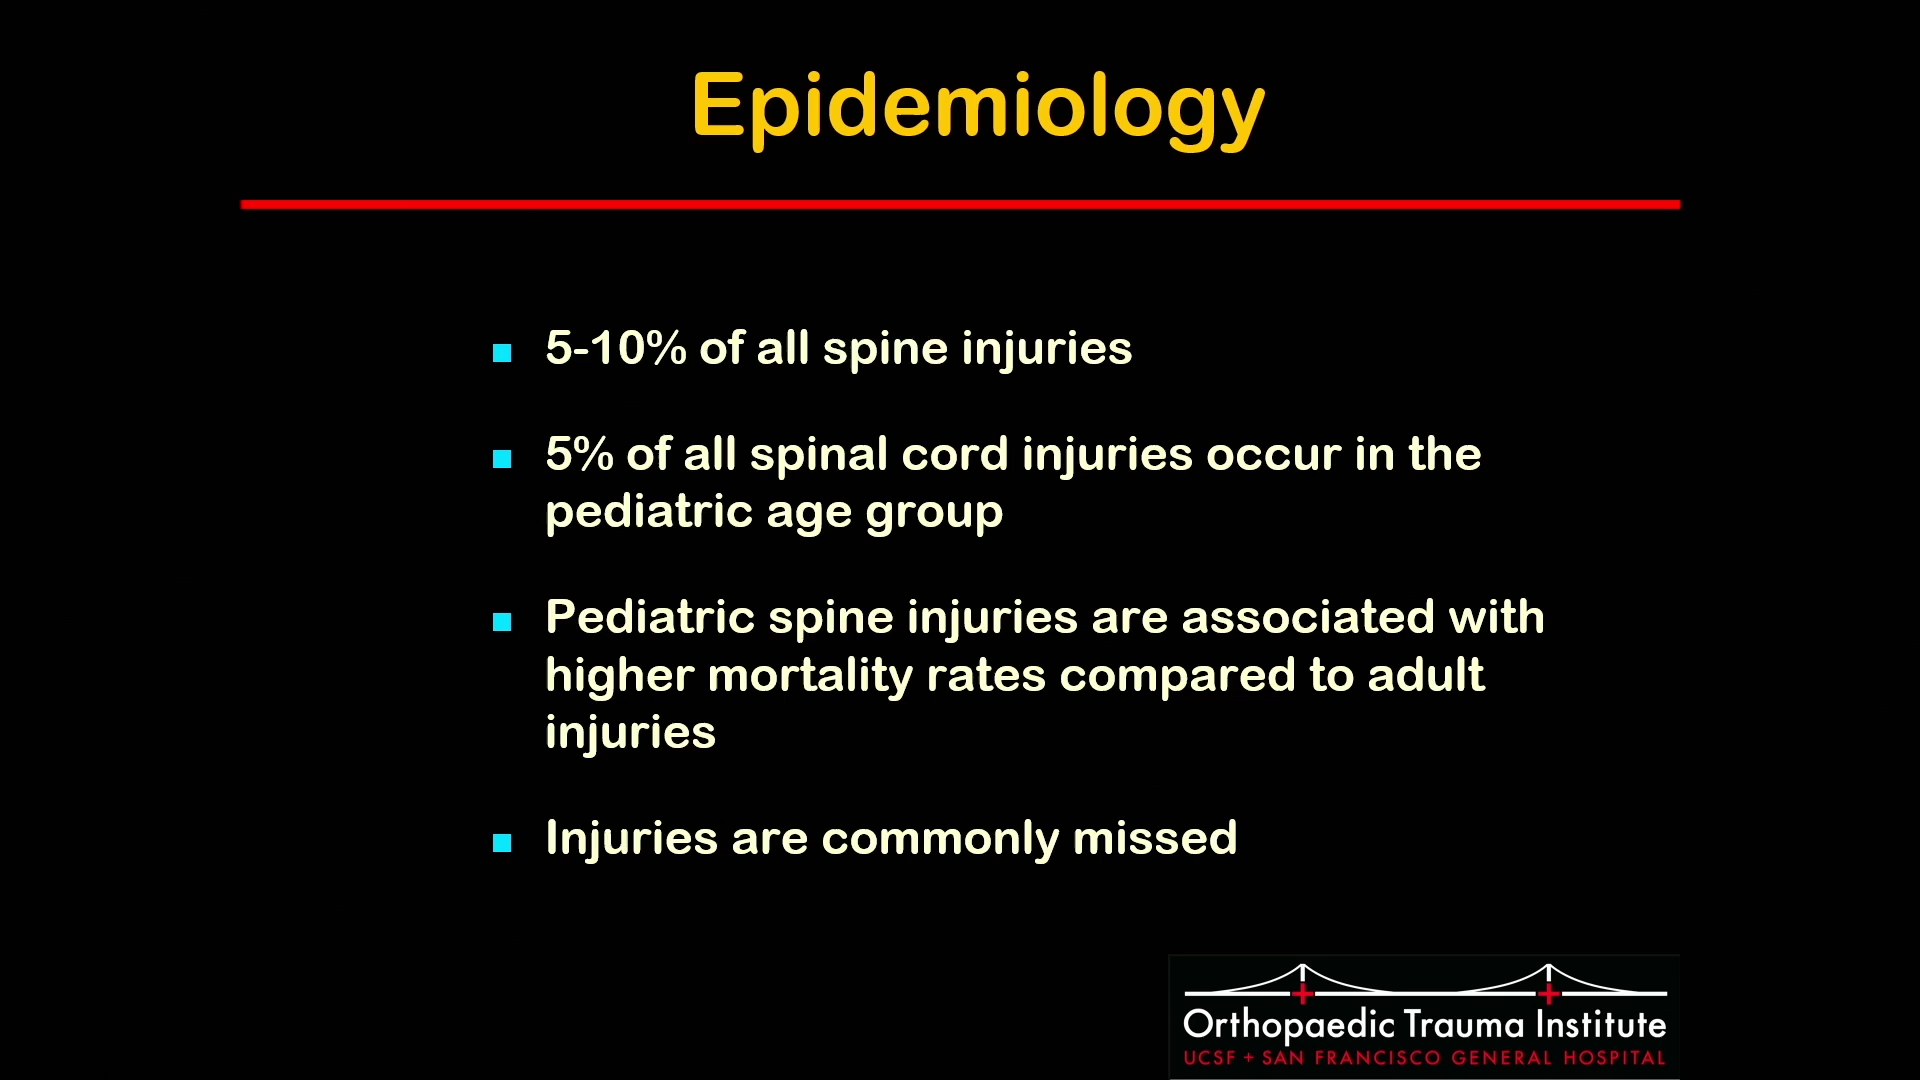 Epidemiology
5-10% of all spine injuries
5% of all spinal cord injuries occur in the
pediatric age group
Pediatric spine injuries are associated with
higher mortality rates compared to adult
injuries
Injuries are commonly missed
Orthopaedic Trauma Institute
UCSF + SAN FRANCISCO GENERAL HOSPITAL